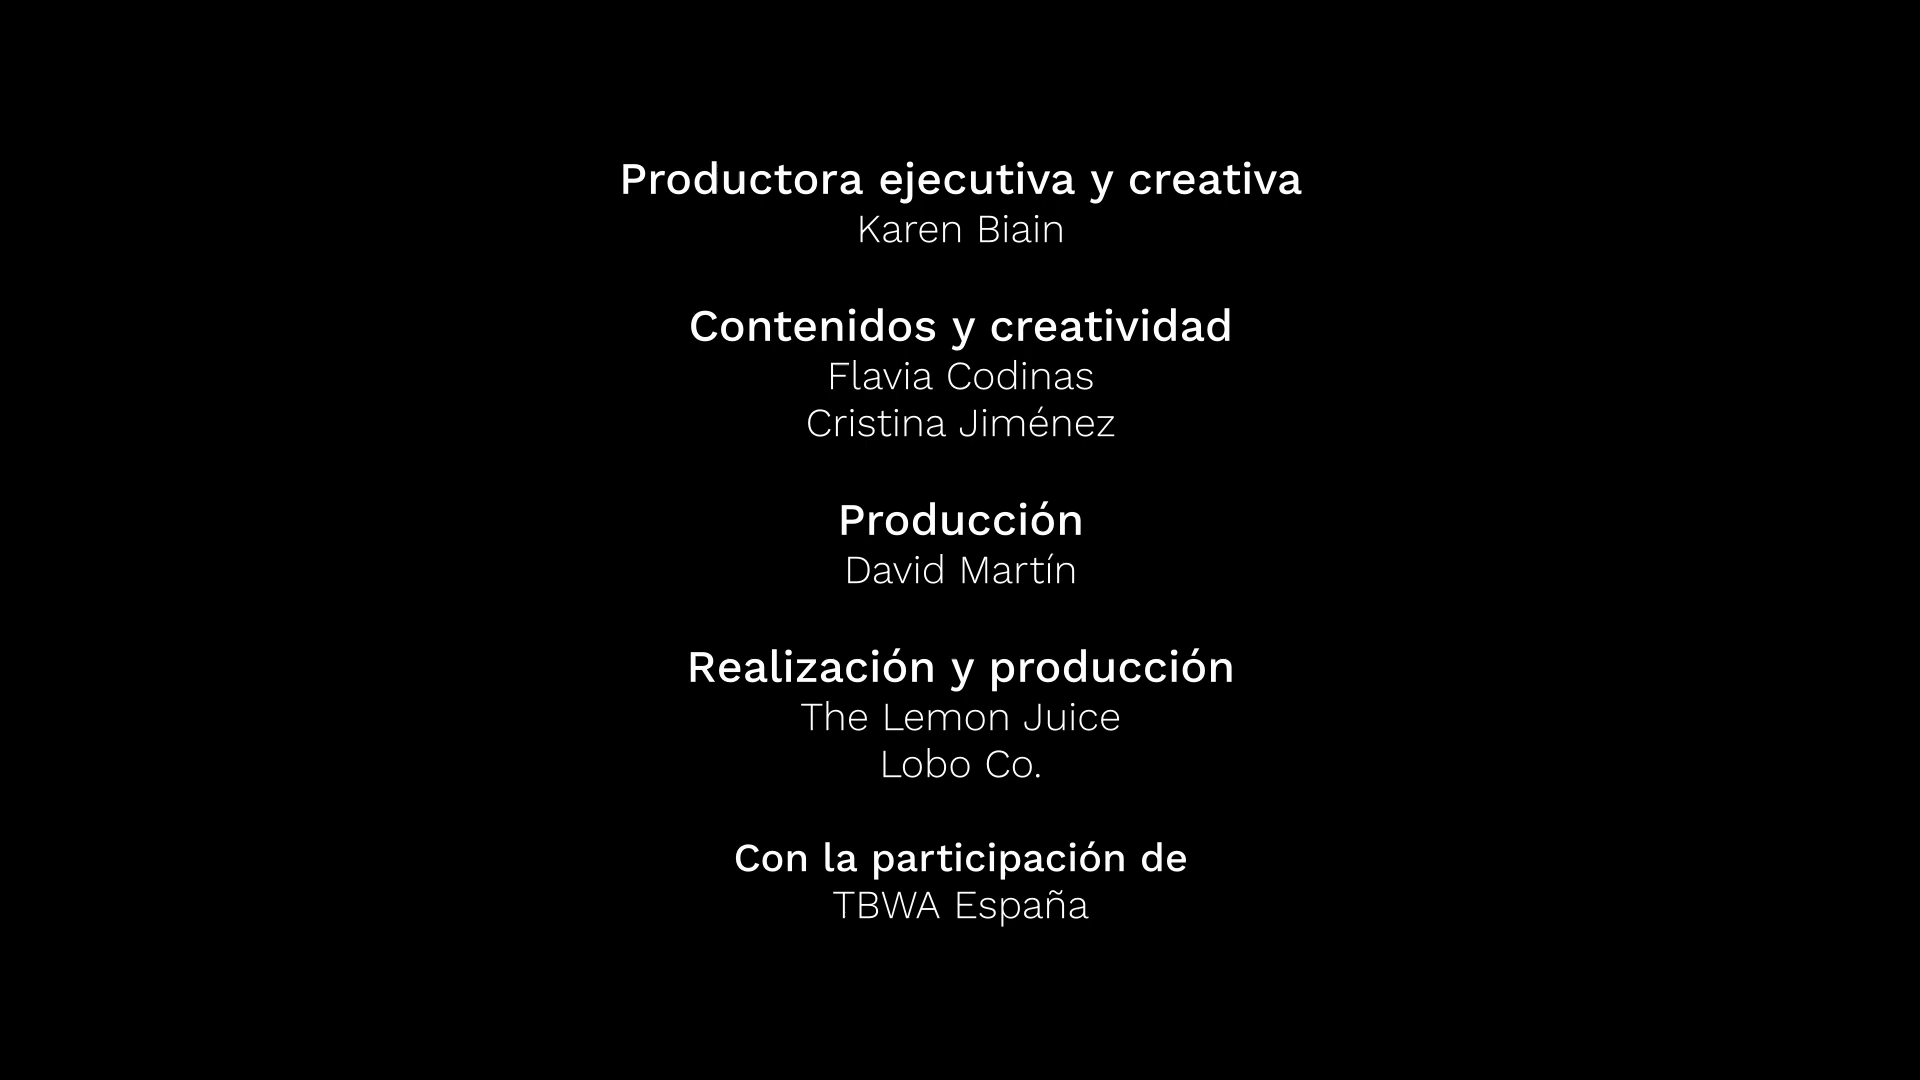 Productora ejecutiva y creativa
Karen Biain
Contenidos y creatividad
Flavia Codinas
Cristina Jiménez
Producción
David Martín
Realización y producción
The Lemon Juice
Lobo Co.
Con la participación de
TBWA España